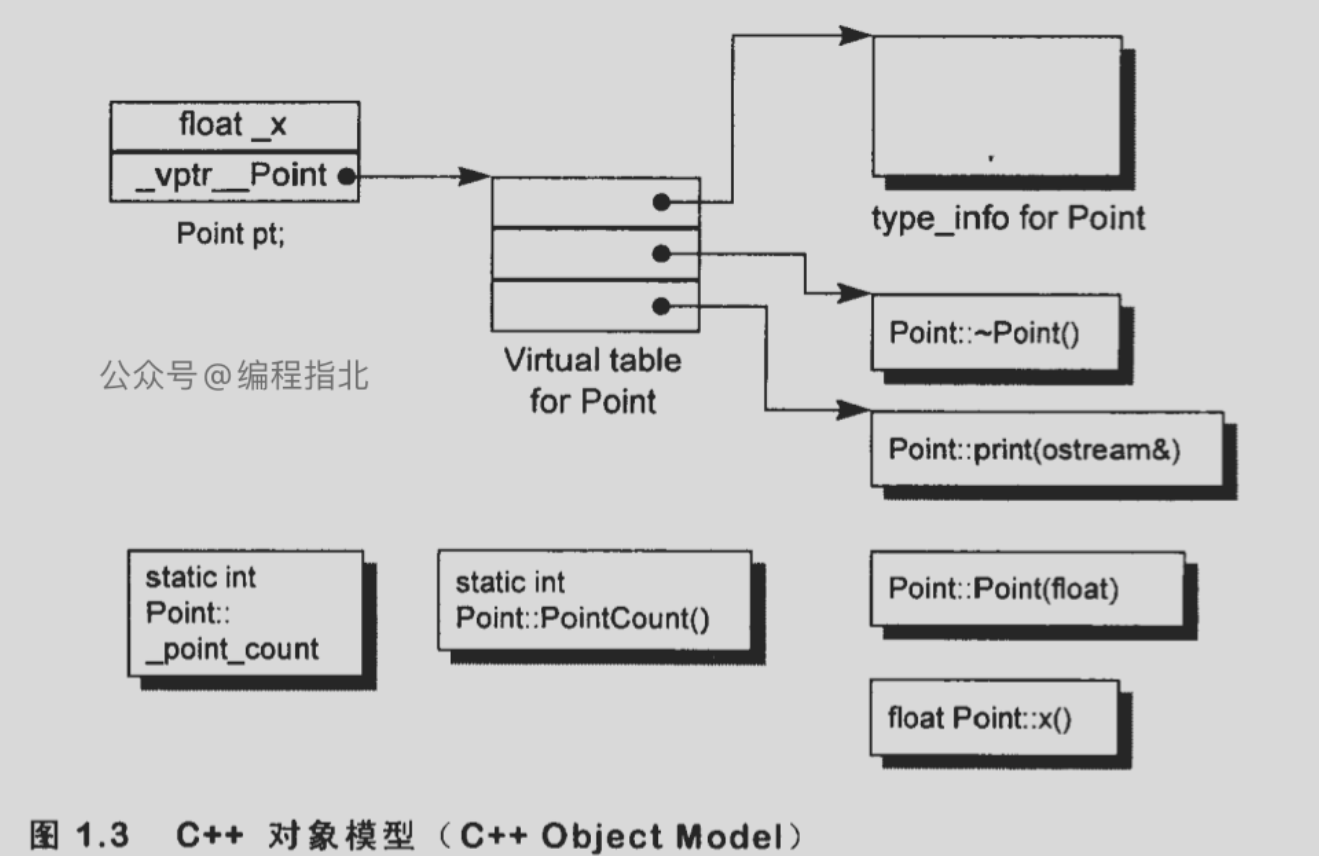 float _x
_vptr__Point
Point pt;
type_info for Point
Point::~Point()
Virtual table
for Point
公众号@编程指北
Point::print(ostream&)
static int
Point::
_point_count
static int
Point::PointCount()
Point::Point(float)
float Point::x()
图 1.3 C++ 对象模型（C++ Object Model）